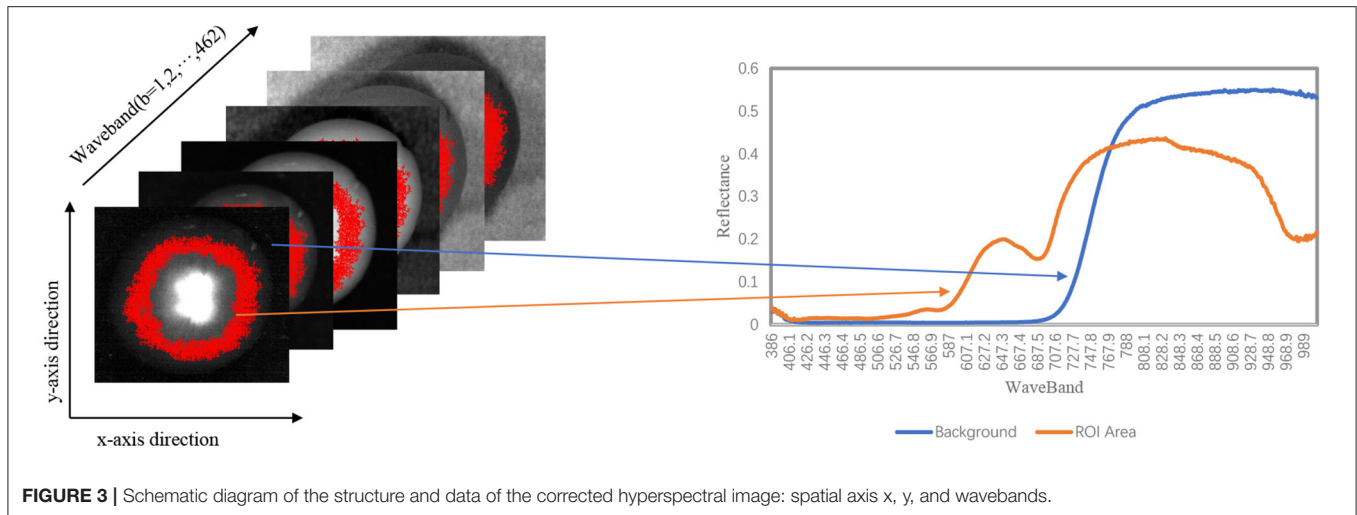 Waveband(b=1,2,⋯,462)
y-axis direction
x-axis direction
0.6
0.5
0.4
0.3
0.2
0.1
0
Reflectance
386 406.1 426.2 446.3 466.4 486.5 506.6 526.7 546.8 566.9 587 607.1 627.2 647.3 667.4 687.5 707.6 727.7 747.8 767.9 788 808.1 828.2 848.3 868.4 888.5 908.6 928.7 948.8 968.9 989
WaveBand
Background ROI Area
FIGURE 3 | Schematic diagram of the structure and data of the corrected hyperspectral image: spatial axis x, y, and wavebands.